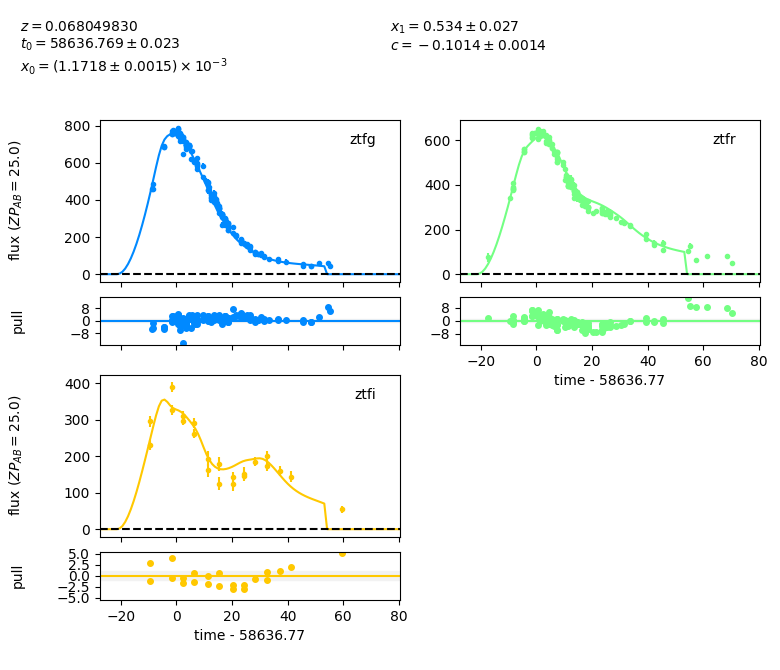 z = 0.068049830
t₀ = 58636.769 ± 0.023
x₀ = (1.1718 ± 0.0015) × 10⁻³
x₁ = 0.534 ± 0.027
c = −0.1014 ± 0.0014
flux (ZP_AB = 25.0)
800
600
400
200
0
ztfg
600
400
200
0
ztfr
pull
8
0
−8
8
0
−8
−20 0 20 40 60 80
time - 58636.77
flux (ZP_AB = 25.0)
400
300
200
100
0
ztfi
pull
5.0
2.5
0.0
−2.5
−5.0
−20 0 20 40 60 80
time - 58636.77